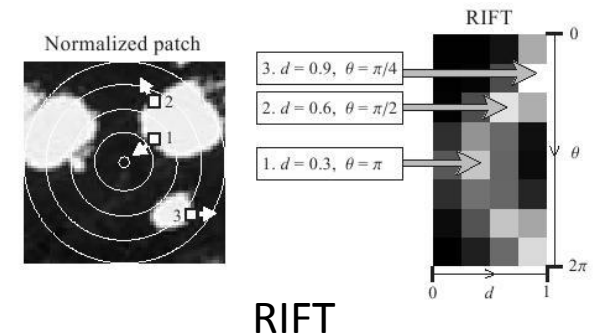 RIFT
Normalized patch
0
3. d = 0.9, θ = π/4
2. d = 0.6, θ = π/2
1. d = 0.3, θ = π
2
1
3
θ
2π
0
d
1
RIFT